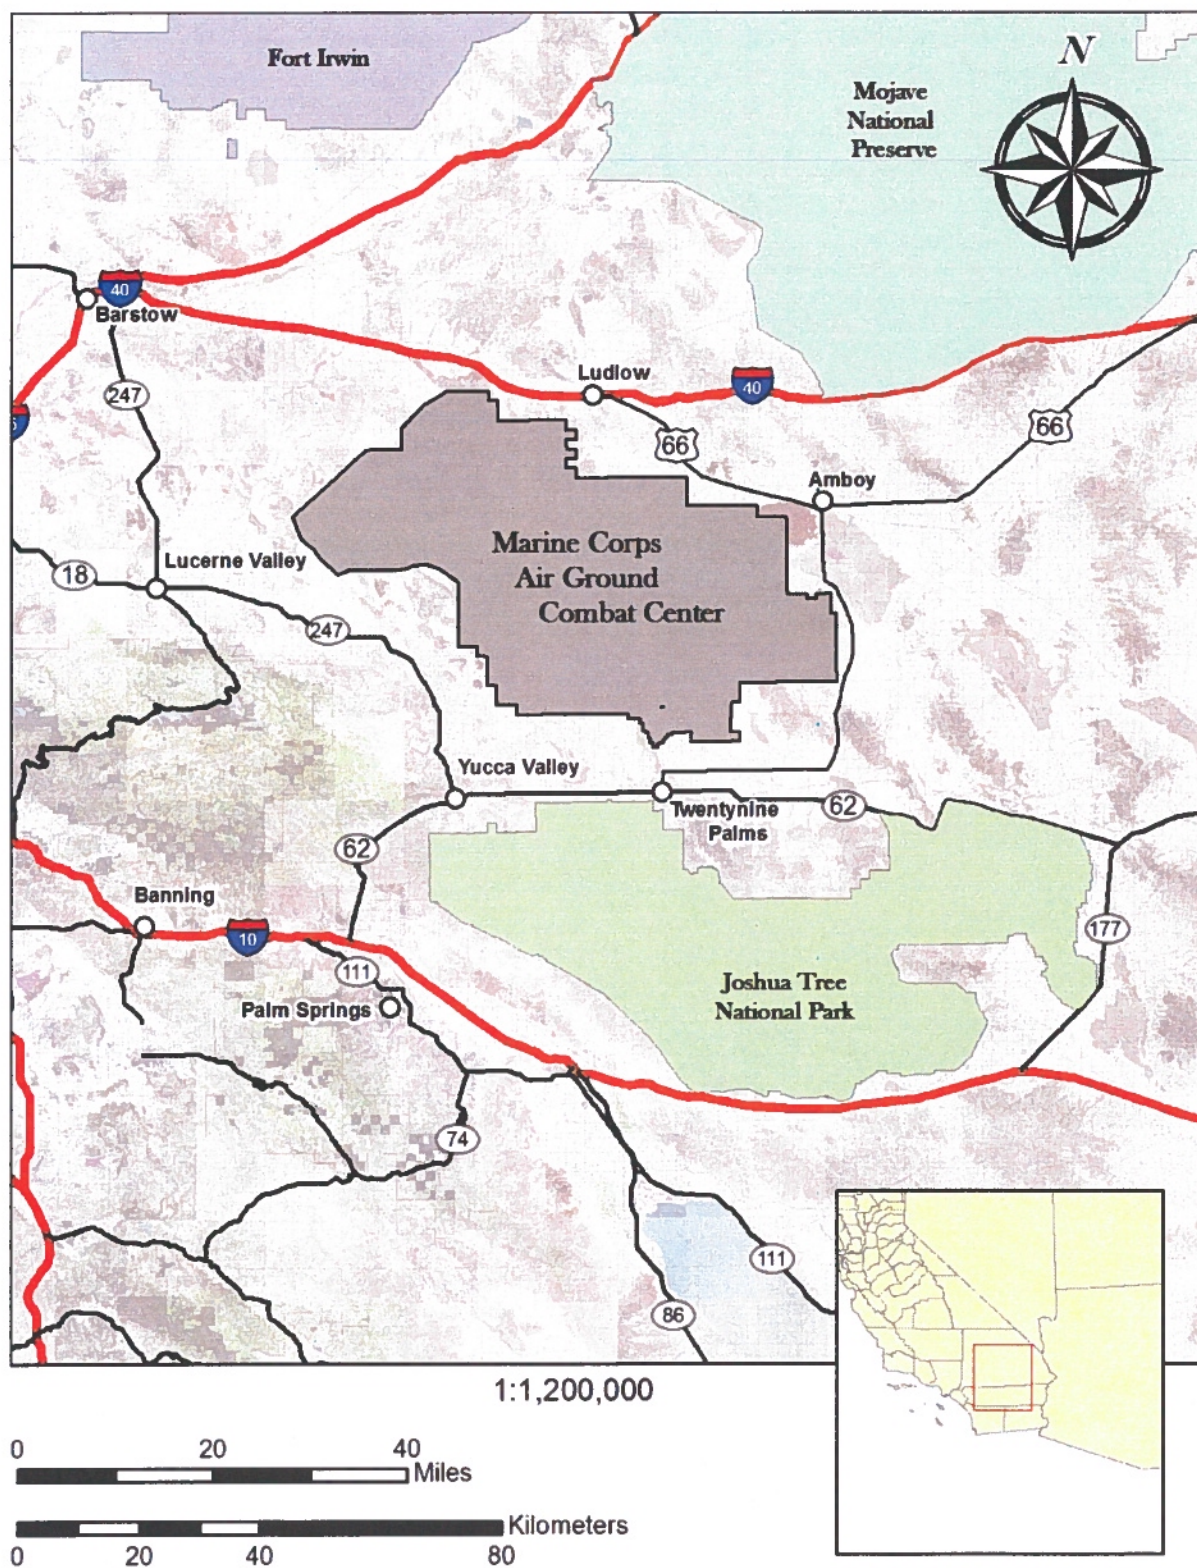 Fort Irwin
N
Mojave
National
Preserve
40
Barstow
247
Ludlow
40
5
66
66
Amboy
Marine Corps
Air Ground
Combat Center
18
Lucerne Valley
247
Yucca Valley
Twentynine
Palms
62
62
Banning
10
177
111
Joshua Tree
National Park
Palm Springs
74
111
86
1:1,200,000
0 20 40
Miles
Kilometers
0 20 40 80